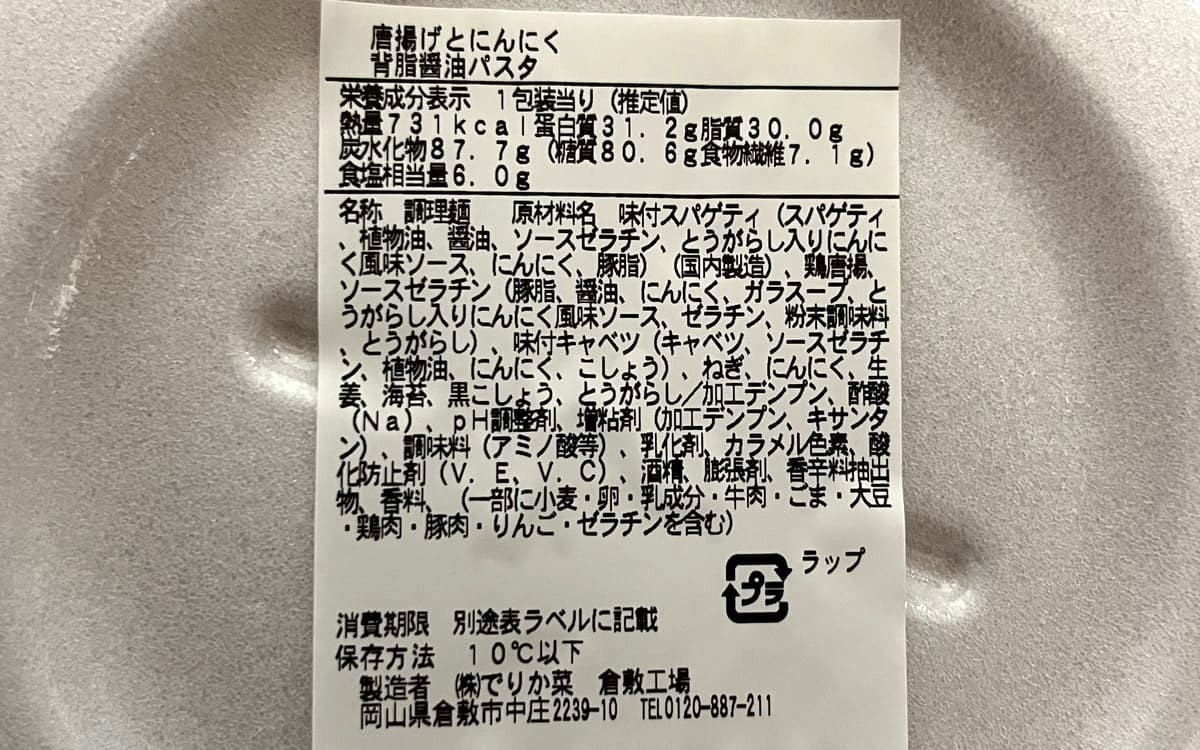 唐揚げとにんにく
背脂醤油パスタ
栄養成分表示　１包装当り（推定値）
熱量７３１ｋｃａｌ蛋白質３１．２ｇ脂質３０．０ｇ
炭水化物８７．７ｇ（糖質８０．６ｇ食物繊維７．１ｇ）
食塩相当量６．０ｇ
名称　調理麺　　原材料名　味付スパゲティ（スパゲティ
、植物油、醤油、ソースゼラチン、とうがらし入りにんに
く風味ソース、にんにく、豚脂）（国内製造）、鶏唐揚、
ソースゼラチン（豚脂、醤油、にんにく、ガラスープ、と
うがらし入りにんにく風味ソース、ゼラチン、粉末調味料
、とうがらし）、味付キャベツ（キャベツ、ソースゼラチ
ン、植物油、にんにく、こしょう）、ねぎ、にんにく、生
姜、海苔、黒こしょう、とうがらし／加工デンプン、酢酸
（Ｎａ）、ｐＨ調整剤、増粘剤（加工デンプン、キサンタ
ン）、調味料（アミノ酸等）、乳化剤、カラメル色素、酸
化防止剤（Ｖ．Ｅ、Ｖ．Ｃ）、酒精、膨張剤、香辛料抽出
物、香料、（一部に小麦・卵・乳成分・牛肉・ごま・大豆
・鶏肉・豚肉・りんご・ゼラチンを含む）
プラ ラップ
消費期限　別途表ラベルに記載
保存方法　１０℃以下
製造者　㈱でりか菜　倉敷工場
岡山県倉敷市中庄2239-10　TEL0120-887-211